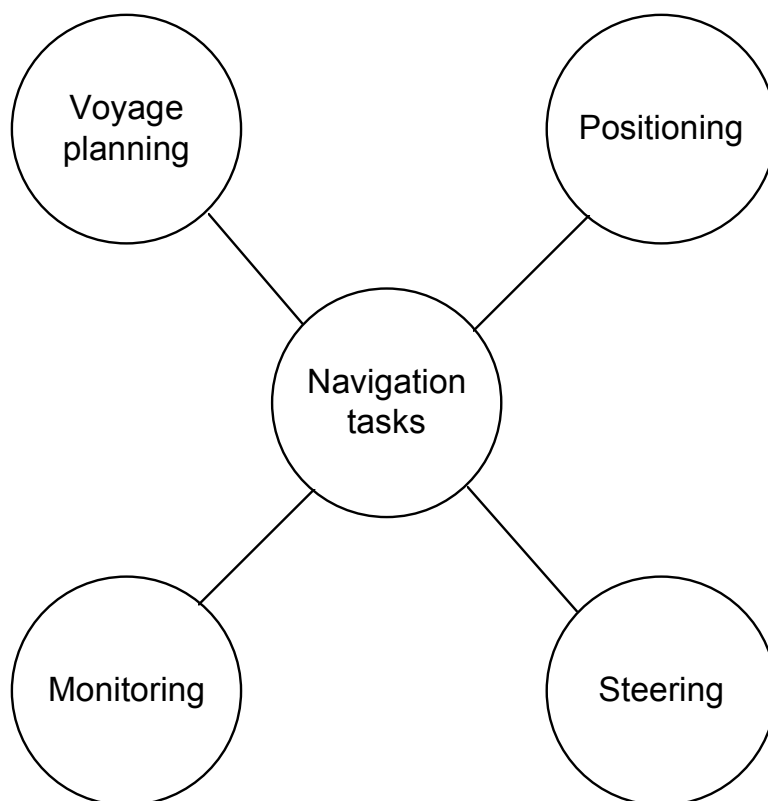 Voyage
planning
Positioning
Navigation
tasks
Monitoring
Steering